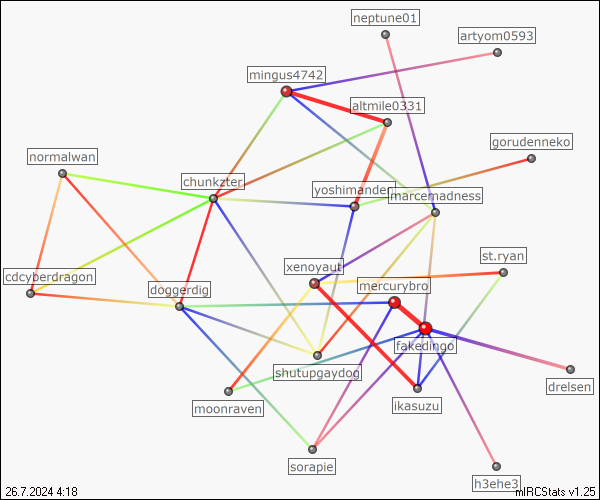 neptune01
artyom0593
mingus4742
altmile0331
gorudenneko
normalwan
chunkzter
yoshimander
marcemadness
st.ryan
xenoyaut
cdcyberdragon
doggerdig
mercurybro
fakedingo
shutupgaydog
drelsen
moonraven
ikasuzu
sorapie
h3ehe3
26.7.2024 4:18
mIRCStats v1.25